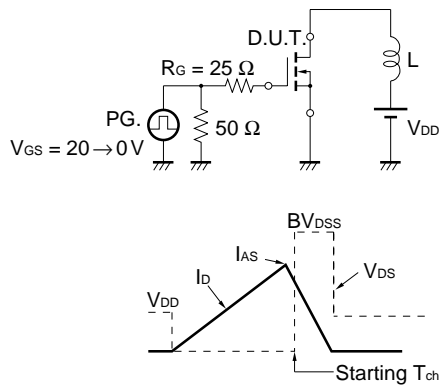 D.U.T.
RG = 25 Ω
L
PG.
50 Ω
VDD
VGS = 20 → 0 V
BVDSS
IAS
ID
VDS
VDD
Starting Tch